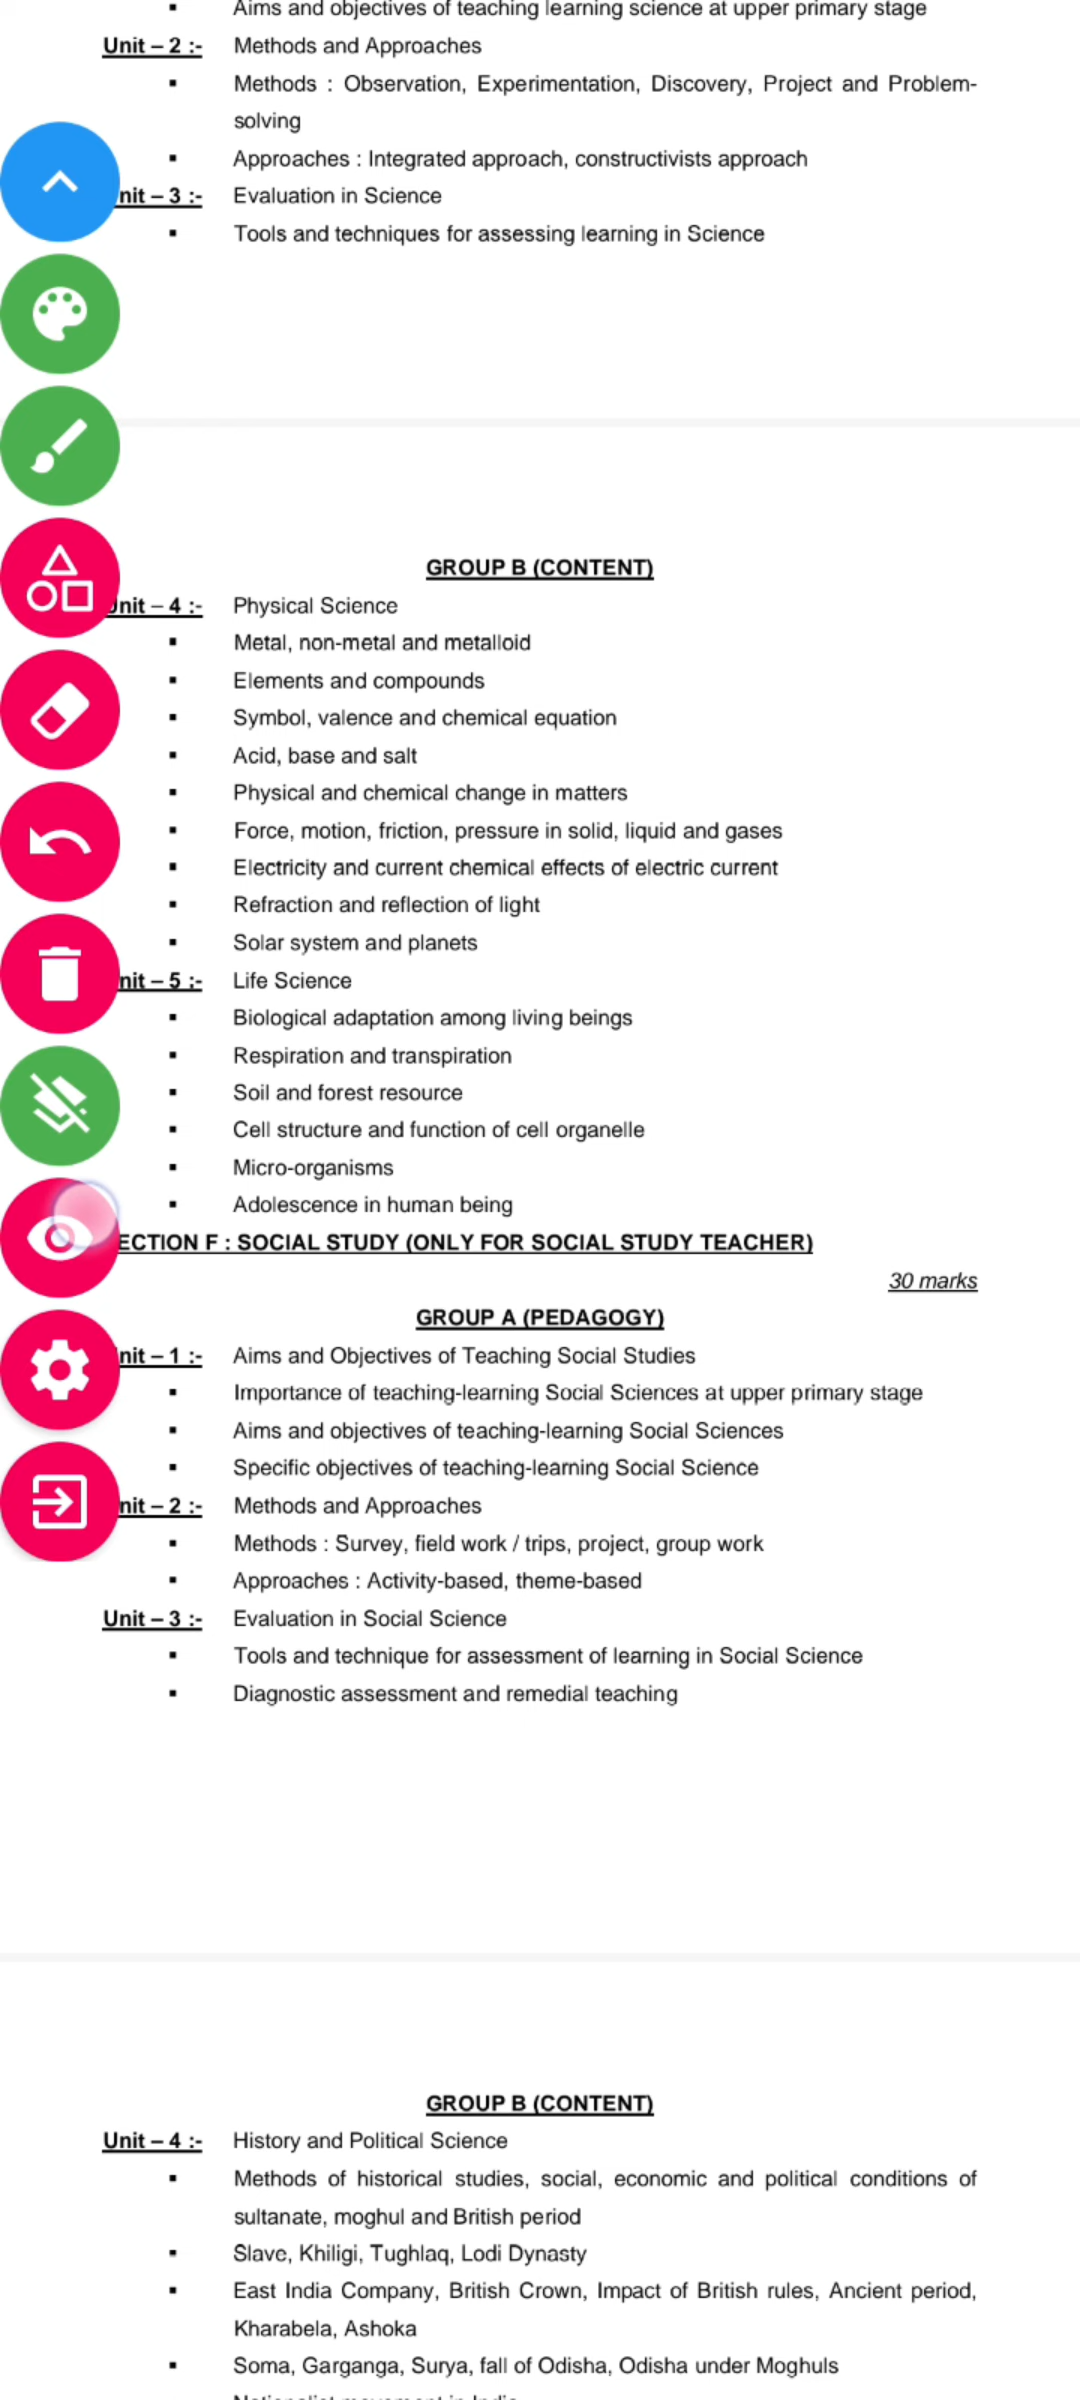 Aims and objectives of teaching learning science at upper primary stage
Unit – 2 :- Methods and Approaches
▪ Methods : Observation, Experimentation, Discovery, Project and Problem-
solving
▪ Approaches : Integrated approach, constructivists approach
nit – 3 :- Evaluation in Science
▪ Tools and techniques for assessing learning in Science
GROUP B (CONTENT)
Unit – 4 :- Physical Science
▪ Metal, non-metal and metalloid
▪ Elements and compounds
▪ Symbol, valence and chemical equation
▪ Acid, base and salt
▪ Physical and chemical change in matters
▪ Force, motion, friction, pressure in solid, liquid and gases
▪ Electricity and current chemical effects of electric current
▪ Refraction and reflection of light
▪ Solar system and planets
nit – 5 :- Life Science
▪ Biological adaptation among living beings
▪ Respiration and transpiration
▪ Soil and forest resource
▪ Cell structure and function of cell organelle
▪ Micro-organisms
▪ Adolescence in human being
ECTION F : SOCIAL STUDY (ONLY FOR SOCIAL STUDY TEACHER)
30 marks
GROUP A (PEDAGOGY)
nit – 1 :- Aims and Objectives of Teaching Social Studies
▪ Importance of teaching-learning Social Sciences at upper primary stage
▪ Aims and objectives of teaching-learning Social Sciences
▪ Specific objectives of teaching-learning Social Science
nit – 2 :- Methods and Approaches
▪ Methods : Survey, field work / trips, project, group work
▪ Approaches : Activity-based, theme-based
Unit – 3 :- Evaluation in Social Science
▪ Tools and technique for assessment of learning in Social Science
▪ Diagnostic assessment and remedial teaching
GROUP B (CONTENT)
Unit – 4 :- History and Political Science
▪ Methods of historical studies, social, economic and political conditions of
sultanate, moghul and British period
▪ Slave, Khiligi, Tughlaq, Lodi Dynasty
▪ East India Company, British Crown, Impact of British rules, Ancient period,
Kharabela, Ashoka
▪ Soma, Garganga, Surya, fall of Odisha, Odisha under Moghuls